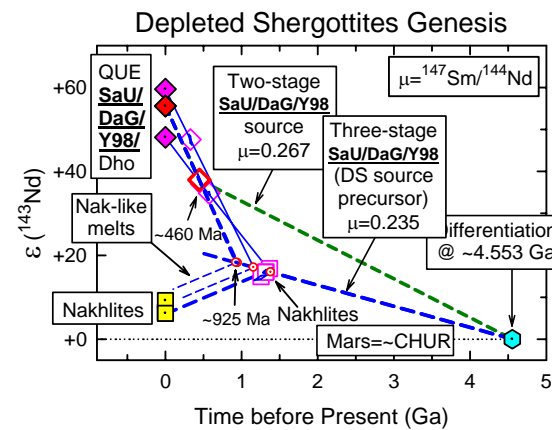 Depleted Shergottites Genesis
+60
+40
+20
+0
ε (¹⁴³Nd)
QUE
SaU/
DaG/
Y98/
Dho
Two-stage
SaU/DaG/Y98
source
μ=0.267
μ=¹⁴⁷Sm/¹⁴⁴Nd
Three-stage
SaU/DaG/Y98
(DS source
precursor)
μ=0.235
Differentiation
@ ~4.553 Ga
Nak-like
melts
~460 Ma
Nakhlites
~925 Ma
Nakhlites
Mars=~CHUR
0 1 2 3 4 5
Time before Present (Ga)